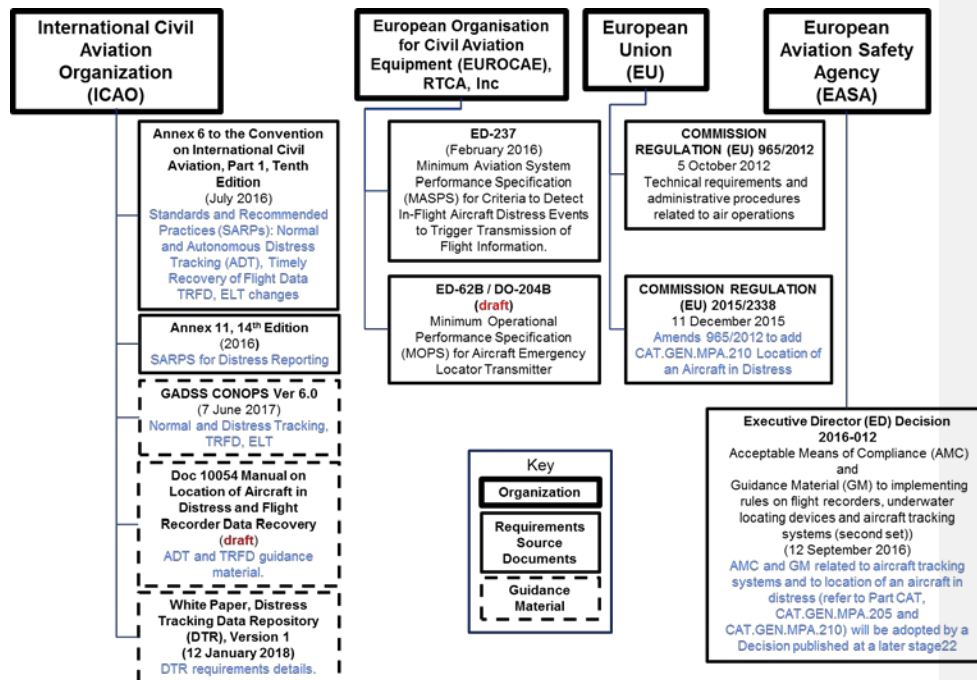 International Civil
Aviation
Organization
(ICAO)
European Organisation
for Civil Aviation
Equipment (EUROCAE),
RTCA, Inc
European
Union
(EU)
European
Aviation Safety
Agency
(EASA)
Annex 6 to the Convention
on International Civil
Aviation, Part 1, Tenth
Edition
(July 2016)
Standards and Recommended
Practices (SARPs): Normal
and Autonomous Distress
Tracking (ADT), Timely
Recovery of Flight Data
TRFD, ELT changes
Annex 11, 14th Edition
(2016)
SARPS for Distress Reporting
GADSS CONOPS Ver 6.0
(7 June 2017)
Normal and Distress Tracking,
TRFD, ELT
Doc 10054 Manual on
Location of Aircraft in
Distress and Flight
Recorder Data Recovery
(draft)
ADT and TRFD guidance
material.
White Paper, Distress
Tracking Data Repository
(DTR), Version 1
(12 January 2018)
DTR requirements details.
ED-237
(February 2016)
Minimum Aviation System
Performance Specification
(MASPS) for Criteria to Detect
In-Flight Aircraft Distress Events
to Trigger Transmission of
Flight Information.
ED-62B / DO-204B
(draft)
Minimum Operational
Performance Specification
(MOPS) for Aircraft Emergency
Locator Transmitter
COMMISSION
REGULATION (EU) 965/2012
5 October 2012
Technical requirements and
administrative procedures
related to air operations
COMMISSION REGULATION
(EU) 2015/2338
11 December 2015
Amends 965/2012 to add
CAT.GEN.MPA.210 Location of
an Aircraft in Distress
Executive Director (ED) Decision
2016-012
Acceptable Means of Compliance (AMC)
and
Guidance Material (GM) to implementing
rules on flight recorders, underwater
locating devices and aircraft tracking
systems (second set))
(12 September 2016)
AMC and GM related to aircraft tracking
systems and to location of an aircraft in
distress (refer to Part CAT,
CAT.GEN.MPA.205 and
CAT.GEN.MPA.210) will be adopted by a
Decision published at a later stage22
Key
Organization
Requirements
Source
Documents
Guidance
Material